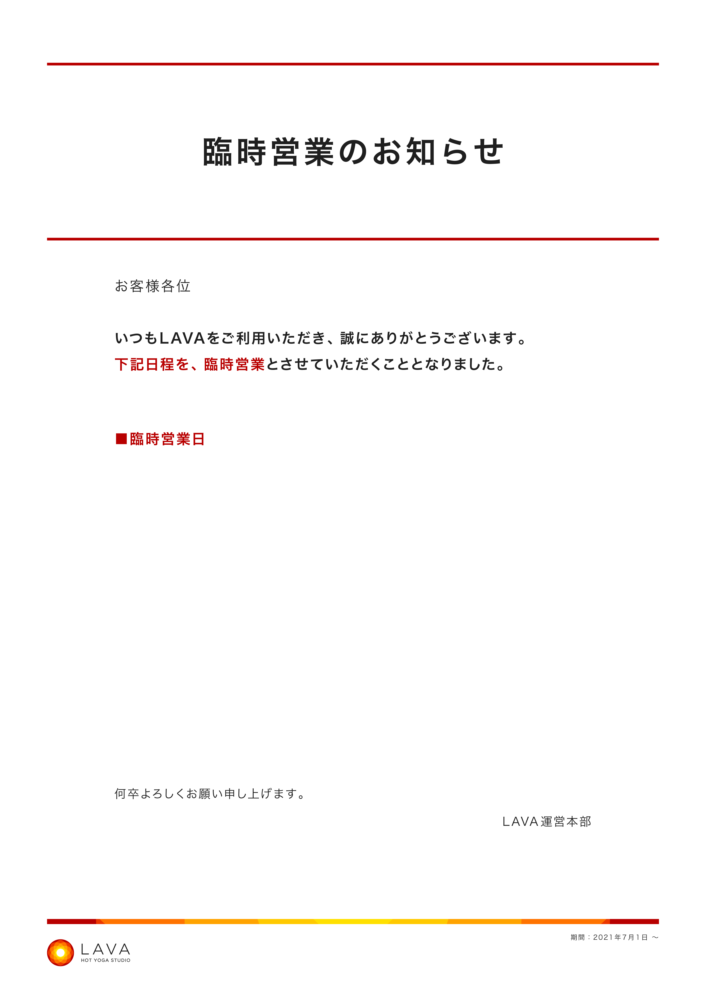 臨時営業のお知らせ
お客様各位
いつもLAVAをご利用いただき、誠にありがとうございます。
下記日程を、臨時営業とさせていただくこととなりました。
■臨時営業日
何卒よろしくお願い申し上げます。
LAVA運営本部
期間：2021年7月1日 ～
LAVA
HOT YOGA STUDIO